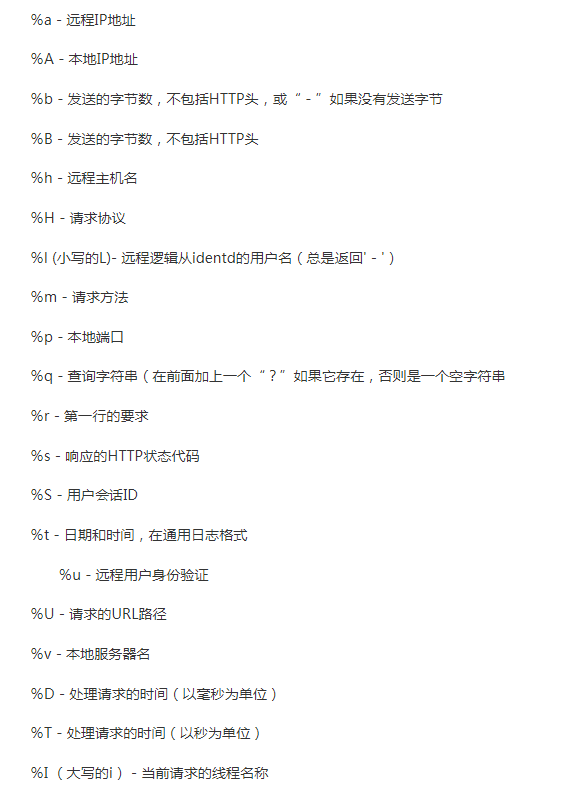 %a - 远程IP地址
%A - 本地IP地址
%b - 发送的字节数，不包括HTTP头，或“ - ”如果没有发送字节
%B - 发送的字节数，不包括HTTP头
%h - 远程主机名
%H - 请求协议
%l (小写的L)- 远程逻辑从identd的用户名（总是返回' - '）
%m - 请求方法
%p - 本地端口
%q - 查询字符串（在前面加上一个“？”如果它存在，否则是一个空字符串
%r - 第一行的要求
%s - 响应的HTTP状态代码
%S - 用户会话ID
%t - 日期和时间，在通用日志格式
%u - 远程用户身份验证
%U - 请求的URL路径
%v - 本地服务器名
%D - 处理请求的时间（以毫秒为单位）
%T - 处理请求的时间（以秒为单位）
%I （大写的i） - 当前请求的线程名称